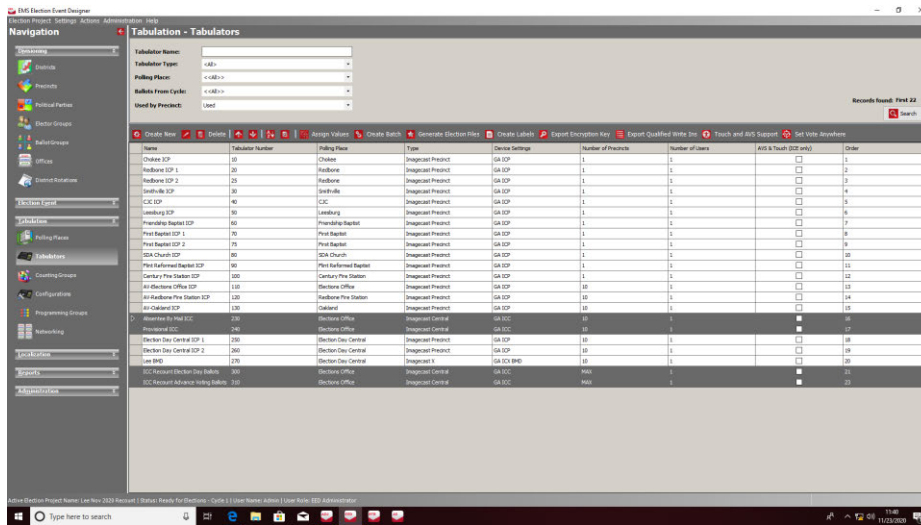 EMS Election Event Designer
Election Project Settings Actions Administration Help
Navigation
Tabulation - Tabulators
Divisioning
Districts
Precincts
Political Parties
Elector Groups
Ballot Groups
Offices
District Rotations
Election Event
Tabulation
Polling Places
Tabulators
Counting Groups
Configurations
Programming Groups
Networking
Localization
Reports
Administration
Tabulator Name:
Tabulator Type: <All>
Polling Place: <<All>>
Ballots From Cycle: <<All>>
Used by Precinct: Used
Records found: First 22
Search
Create New Delete Assign Values Create Batch Generate Election Files Create Labels Export Encryption Key Export Qualified Write Ins Touch and AVS Support Set Vote Anywhere
Name Tabulator Number Polling Place Type Device Settings Number of Precincts Number of Users AVS & Touch (ICE only) Order
Chokee ICP 10 Chokee Imagecast Precinct GA ICP 1 1 1
Redbone ICP 1 20 Redbone Imagecast Precinct GA ICP 1 1 2
Redbone ICP 2 25 Redbone Imagecast Precinct GA ICP 1 1 3
Smithville ICP 30 Smithville Imagecast Precinct GA ICP 1 1 4
CJC ICP 40 CJC Imagecast Precinct GA ICP 1 1 5
Leesburg ICP 50 Leesburg Imagecast Precinct GA ICP 1 1 6
Friendship Baptist ICP 60 Friendship Baptist Imagecast Precinct GA ICP 1 1 7
First Baptist ICP 1 70 First Baptist Imagecast Precinct GA ICP 1 1 8
First Baptist ICP 2 75 First Baptist Imagecast Precinct GA ICP 1 1 9
SDA Church ICP 80 SDA Church Imagecast Precinct GA ICP 1 1 10
Flint Reformed Baptist ICP 90 Flint Reformed Baptist Imagecast Precinct GA ICP 1 1 11
Century Fire Station ICP 100 Century Fire Station Imagecast Precinct GA ICP 1 1 12
AV-Elections Office ICP 110 Elections Office Imagecast Precinct GA ICP 10 1 13
AV-Redbone Fire Station ICP 120 Redbone Fire Station Imagecast Precinct GA ICP 10 1 14
AV-Oakland ICP 130 Oakland Imagecast Precinct GA ICP 10 1 15
Absentee By Mail ICC 230 Elections Office Imagecast Central GA ICC 10 1 16
Provisional ICC 240 Elections Office Imagecast Central GA ICC 10 1 17
Election Day Central ICP 1 250 Election Day Central Imagecast Precinct GA ICP 10 1 18
Election Day Central ICP 2 260 Election Day Central Imagecast Precinct GA ICP 10 1 19
Lee BMD 270 Election Day Central Imagecast X GA ICX BMD 10 1 20
ICC Recount Election Day Ballots 300 Elections Office Imagecast Central GA ICC MAX 1 21
ICC Recount Advance Voting Ballots 310 Elections Office Imagecast Central GA ICC MAX 1 23
Active Election Project Name: Lee Nov 2020 Recount | Status: Ready for Elections - Cycle 1 | User Name: Admin | User Role: EED Administrator
Type here to search
11:40
11/23/2020